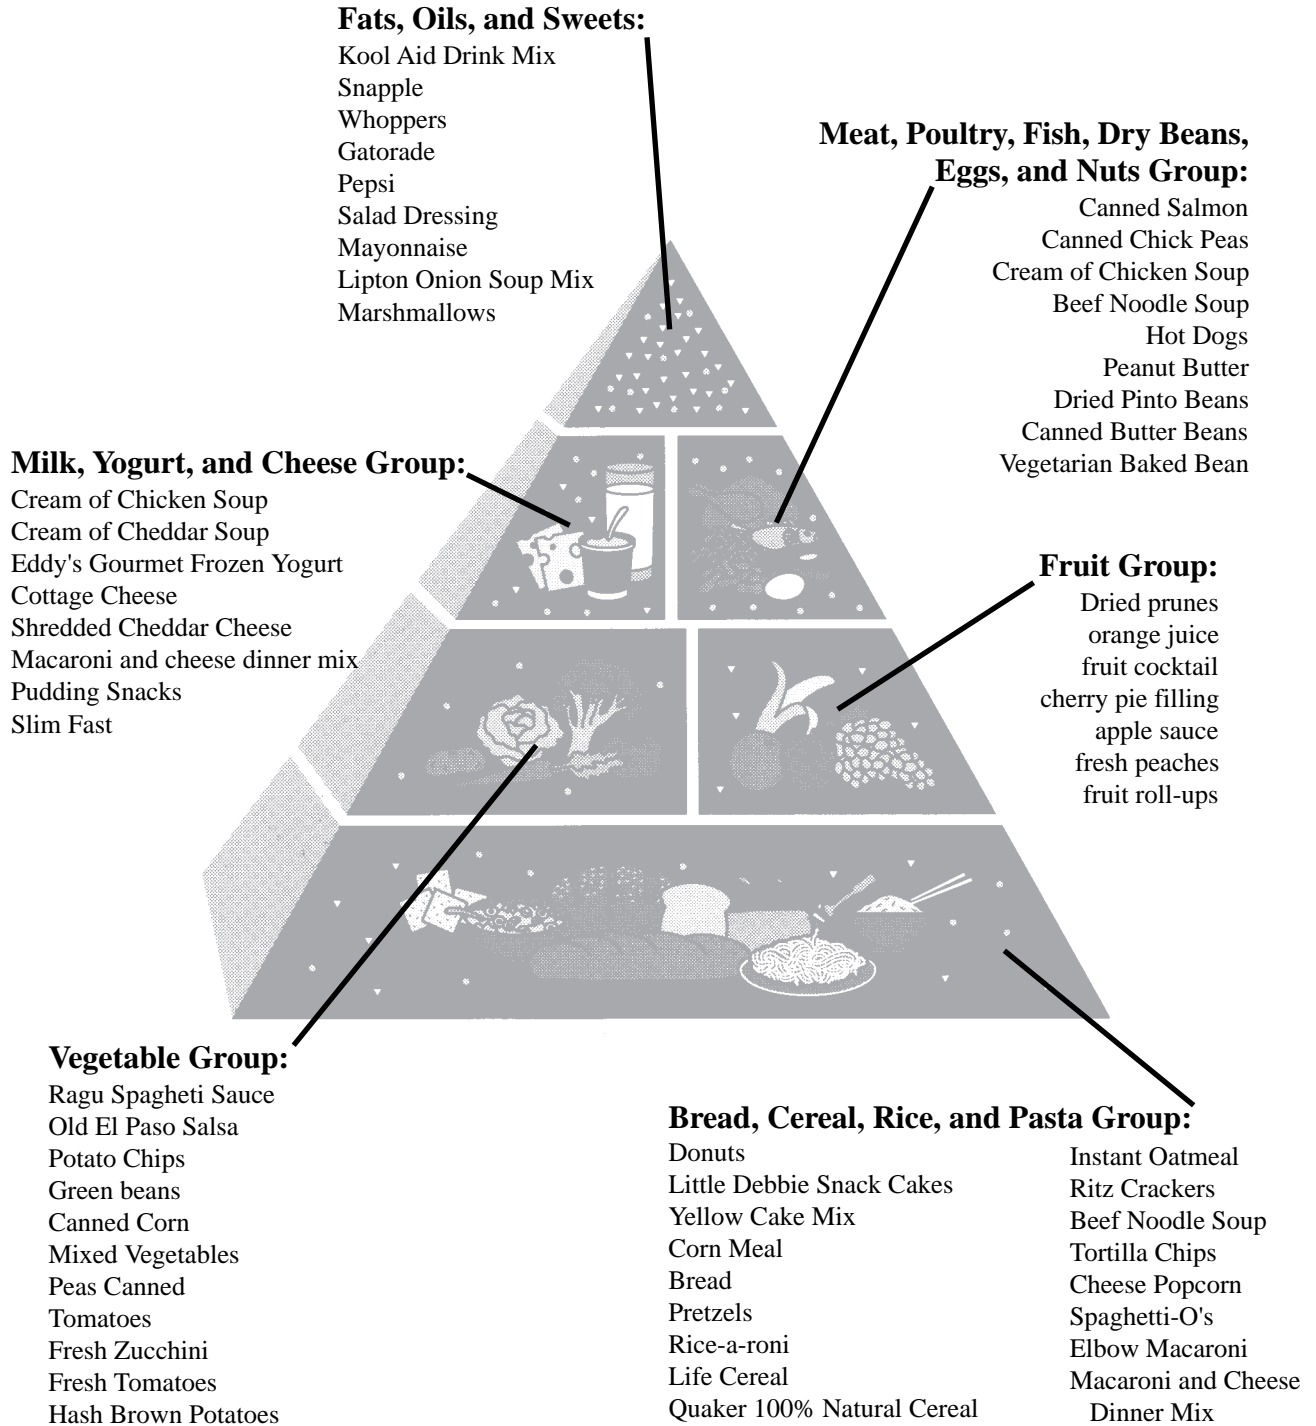 Fats, Oils, and Sweets:
Kool Aid Drink Mix
Snapple
Whoppers
Gatorade
Pepsi
Salad Dressing
Mayonnaise
Lipton Onion Soup Mix
Marshmallows
Meat, Poultry, Fish, Dry Beans,
Eggs, and Nuts Group:
Canned Salmon
Canned Chick Peas
Cream of Chicken Soup
Beef Noodle Soup
Hot Dogs
Peanut Butter
Dried Pinto Beans
Canned Butter Beans
Vegetarian Baked Bean
Milk, Yogurt, and Cheese Group:
Cream of Chicken Soup
Cream of Cheddar Soup
Eddy's Gourmet Frozen Yogurt
Cottage Cheese
Shredded Cheddar Cheese
Macaroni and cheese dinner mix
Pudding Snacks
Slim Fast
Fruit Group:
Dried prunes
orange juice
fruit cocktail
cherry pie filling
apple sauce
fresh peaches
fruit roll-ups
Vegetable Group:
Ragu Spagheti Sauce
Old El Paso Salsa
Potato Chips
Green beans
Canned Corn
Mixed Vegetables
Peas Canned
Tomatoes
Fresh Zucchini
Fresh Tomatoes
Hash Brown Potatoes
Bread, Cereal, Rice, and Pasta Group:
Donuts
Little Debbie Snack Cakes
Yellow Cake Mix
Corn Meal
Bread
Pretzels
Rice-a-roni
Life Cereal
Quaker 100% Natural Cereal
Instant Oatmeal
Ritz Crackers
Beef Noodle Soup
Tortilla Chips
Cheese Popcorn
Spaghetti-O's
Elbow Macaroni
Macaroni and Cheese
Dinner Mix